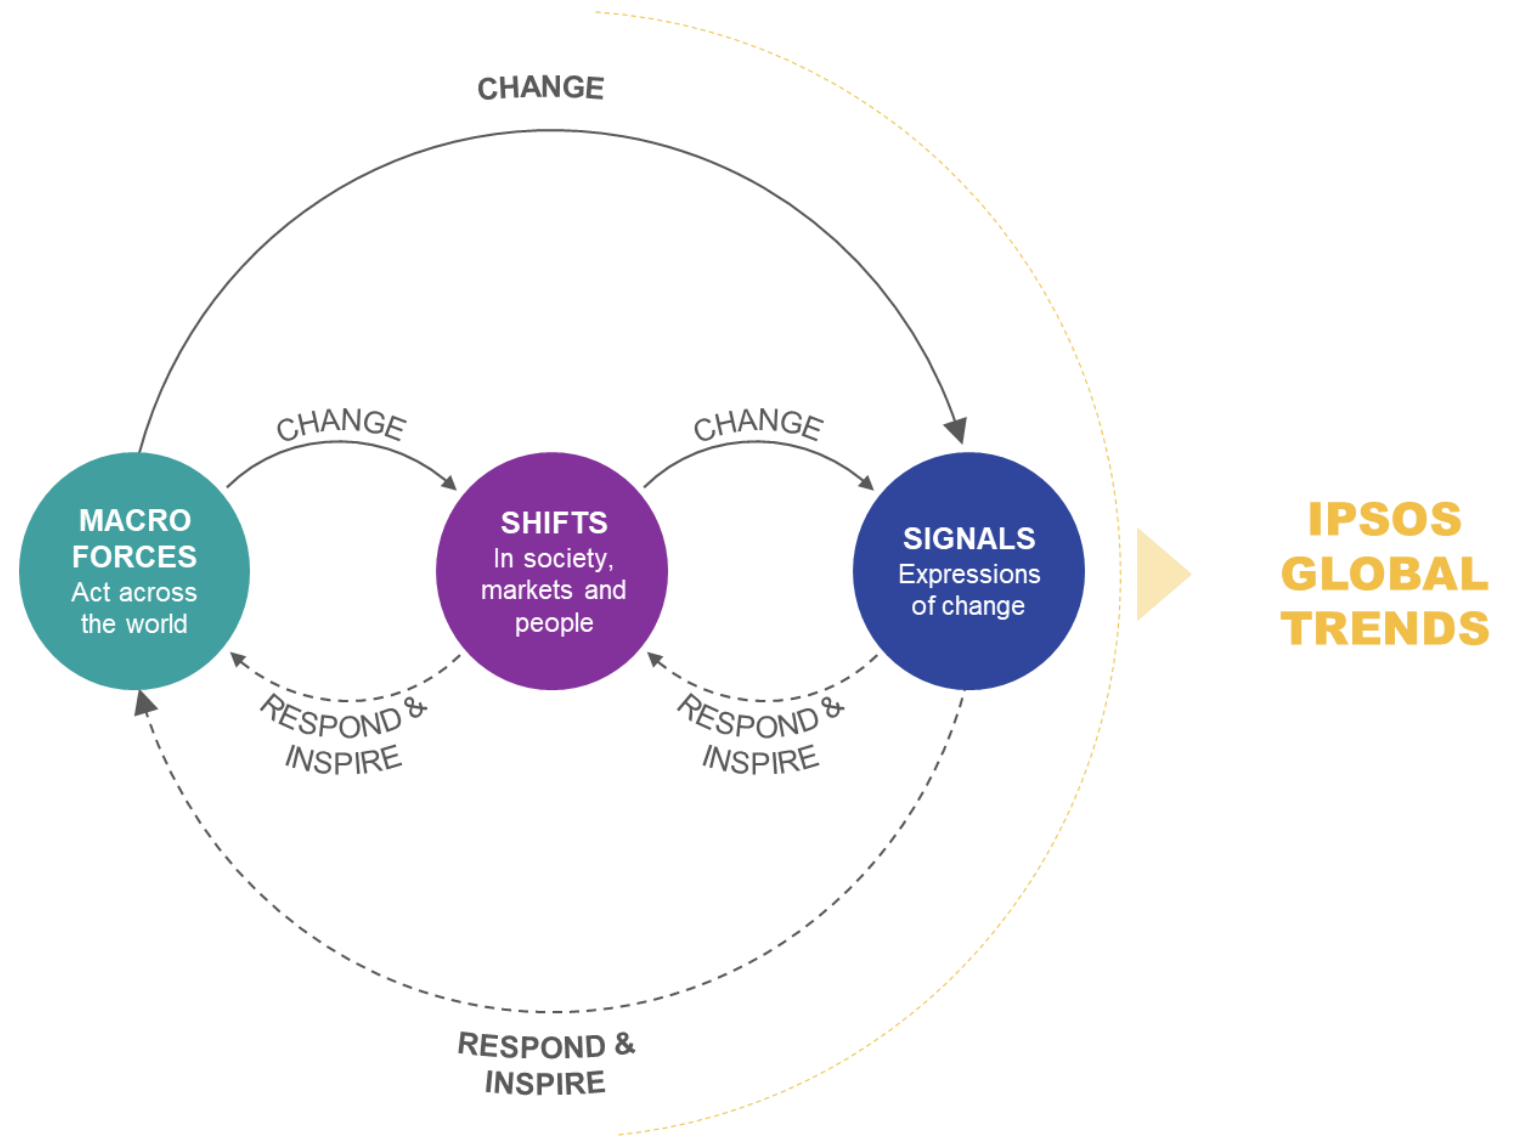 CHANGE
CHANGE
CHANGE
MACRO
FORCES
Act across
the world
SHIFTS
In society,
markets and
people
SIGNALS
Expressions
of change
IPSOS
GLOBAL
TRENDS
RESPOND &
INSPIRE
RESPOND &
INSPIRE
RESPOND &
INSPIRE